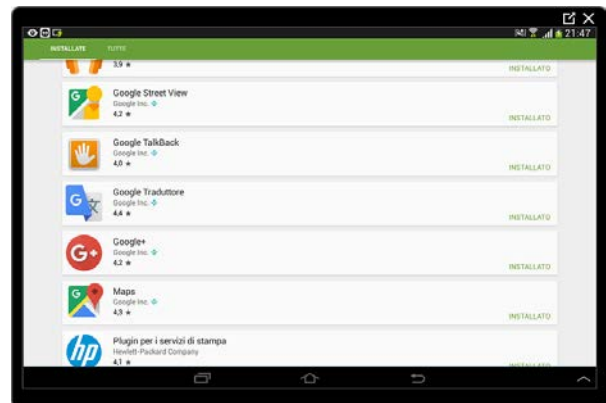 21:47
INSTALLATE TUTTE
3,9 ★
INSTALLATO
Google Street View
Google Inc.
4,2 ★
INSTALLATO
Google TalkBack
Google Inc.
4,0 ★
INSTALLATO
Google Traduttore
Google Inc.
4,4 ★
INSTALLATO
Google+
Google Inc.
4,2 ★
INSTALLATO
Maps
Google Inc.
4,3 ★
INSTALLATO
Plugin per i servizi di stampa
Hewlett-Packard Company
4,1 ★
INSTALLATO